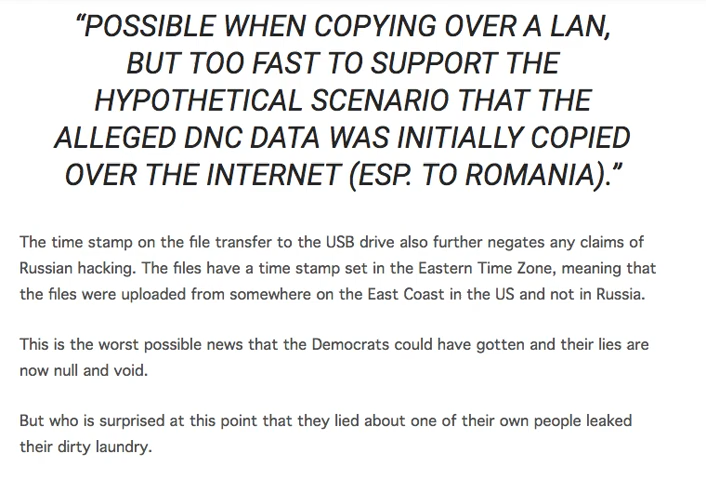 “POSSIBLE WHEN COPYING OVER A LAN,
BUT TOO FAST TO SUPPORT THE
HYPOTHETICAL SCENARIO THAT THE
ALLEGED DNC DATA WAS INITIALLY COPIED
OVER THE INTERNET (ESP. TO ROMANIA).”
The time stamp on the file transfer to the USB drive also further negates any claims of
Russian hacking. The files have a time stamp set in the Eastern Time Zone, meaning that
the files were uploaded from somewhere on the East Coast in the US and not in Russia.
This is the worst possible news that the Democrats could have gotten and their lies are
now null and void.
But who is surprised at this point that they lied about one of their own people leaked
their dirty laundry.